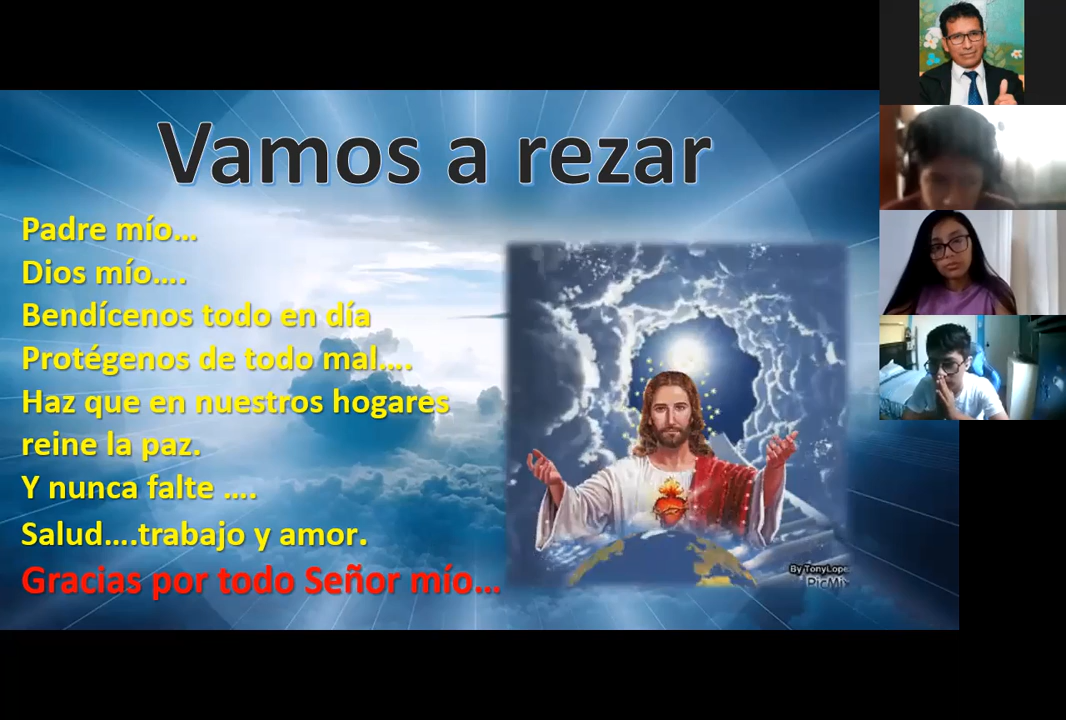 Vamos a rezar
Padre mío...
Dios mío....
Bendícenos todo en día
Protégenos de todo mal....
Haz que en nuestros hogares
reine la paz.
Y nunca falte ....
Salud....trabajo y amor.
Gracias por todo Señor mío...
By TonyLope
PicMi